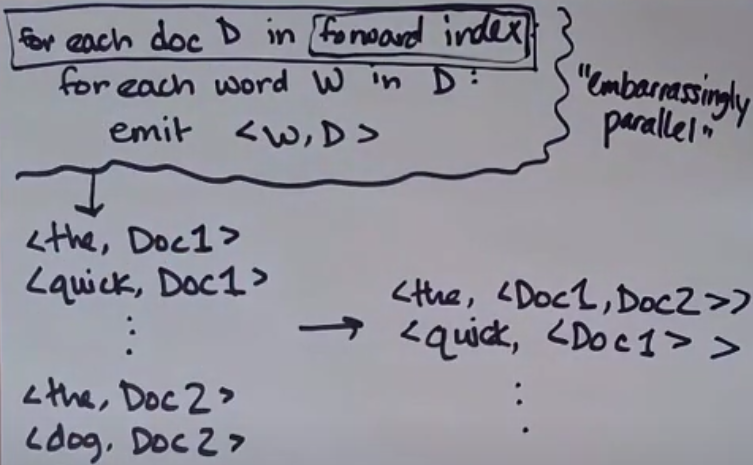 for each doc D in forward index
for each word W in D:
emit <W, D>
"embarrassingly
parallel"
<the, Doc1>
<quick, Doc1>
⋮
<the, Doc2>
<dog, Doc2>
<the, <Doc1, Doc2>>
<quick, <Doc1> >
⋮